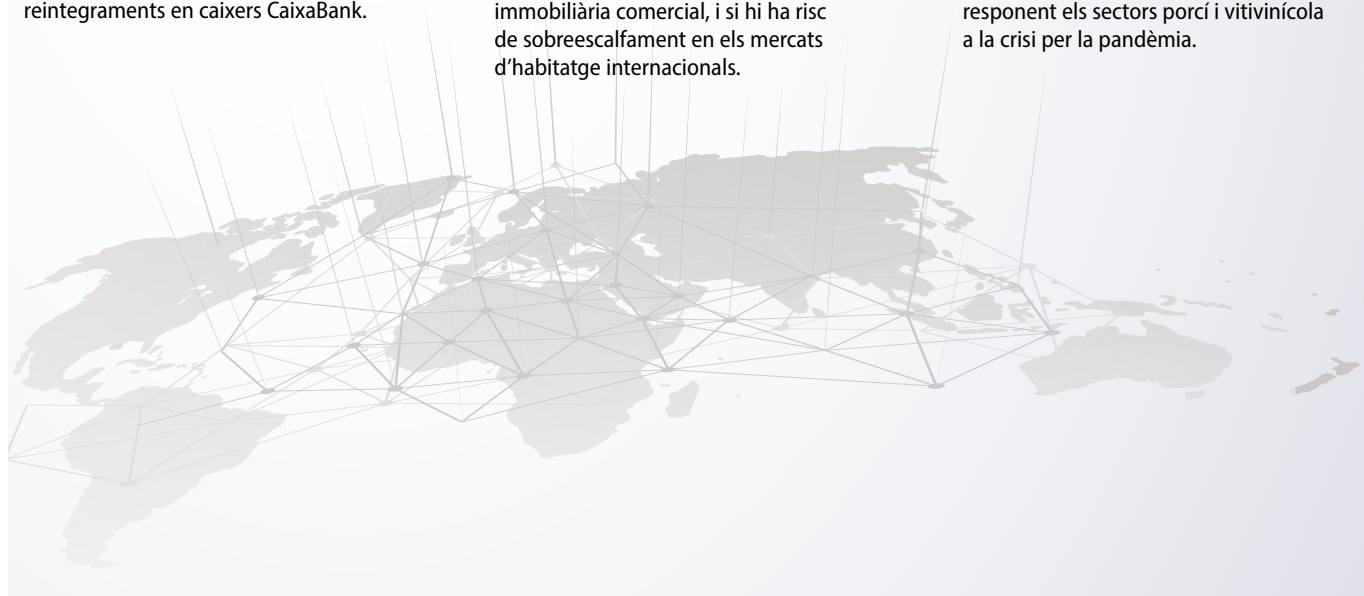 reintegraments en caixers CaixaBank.
immobiliària comercial, i si hi ha risc
de sobreescalfament en els mercats
d'habitatge internacionals.
responent els sectors porcí i vitivinícola
a la crisi per la pandèmia.